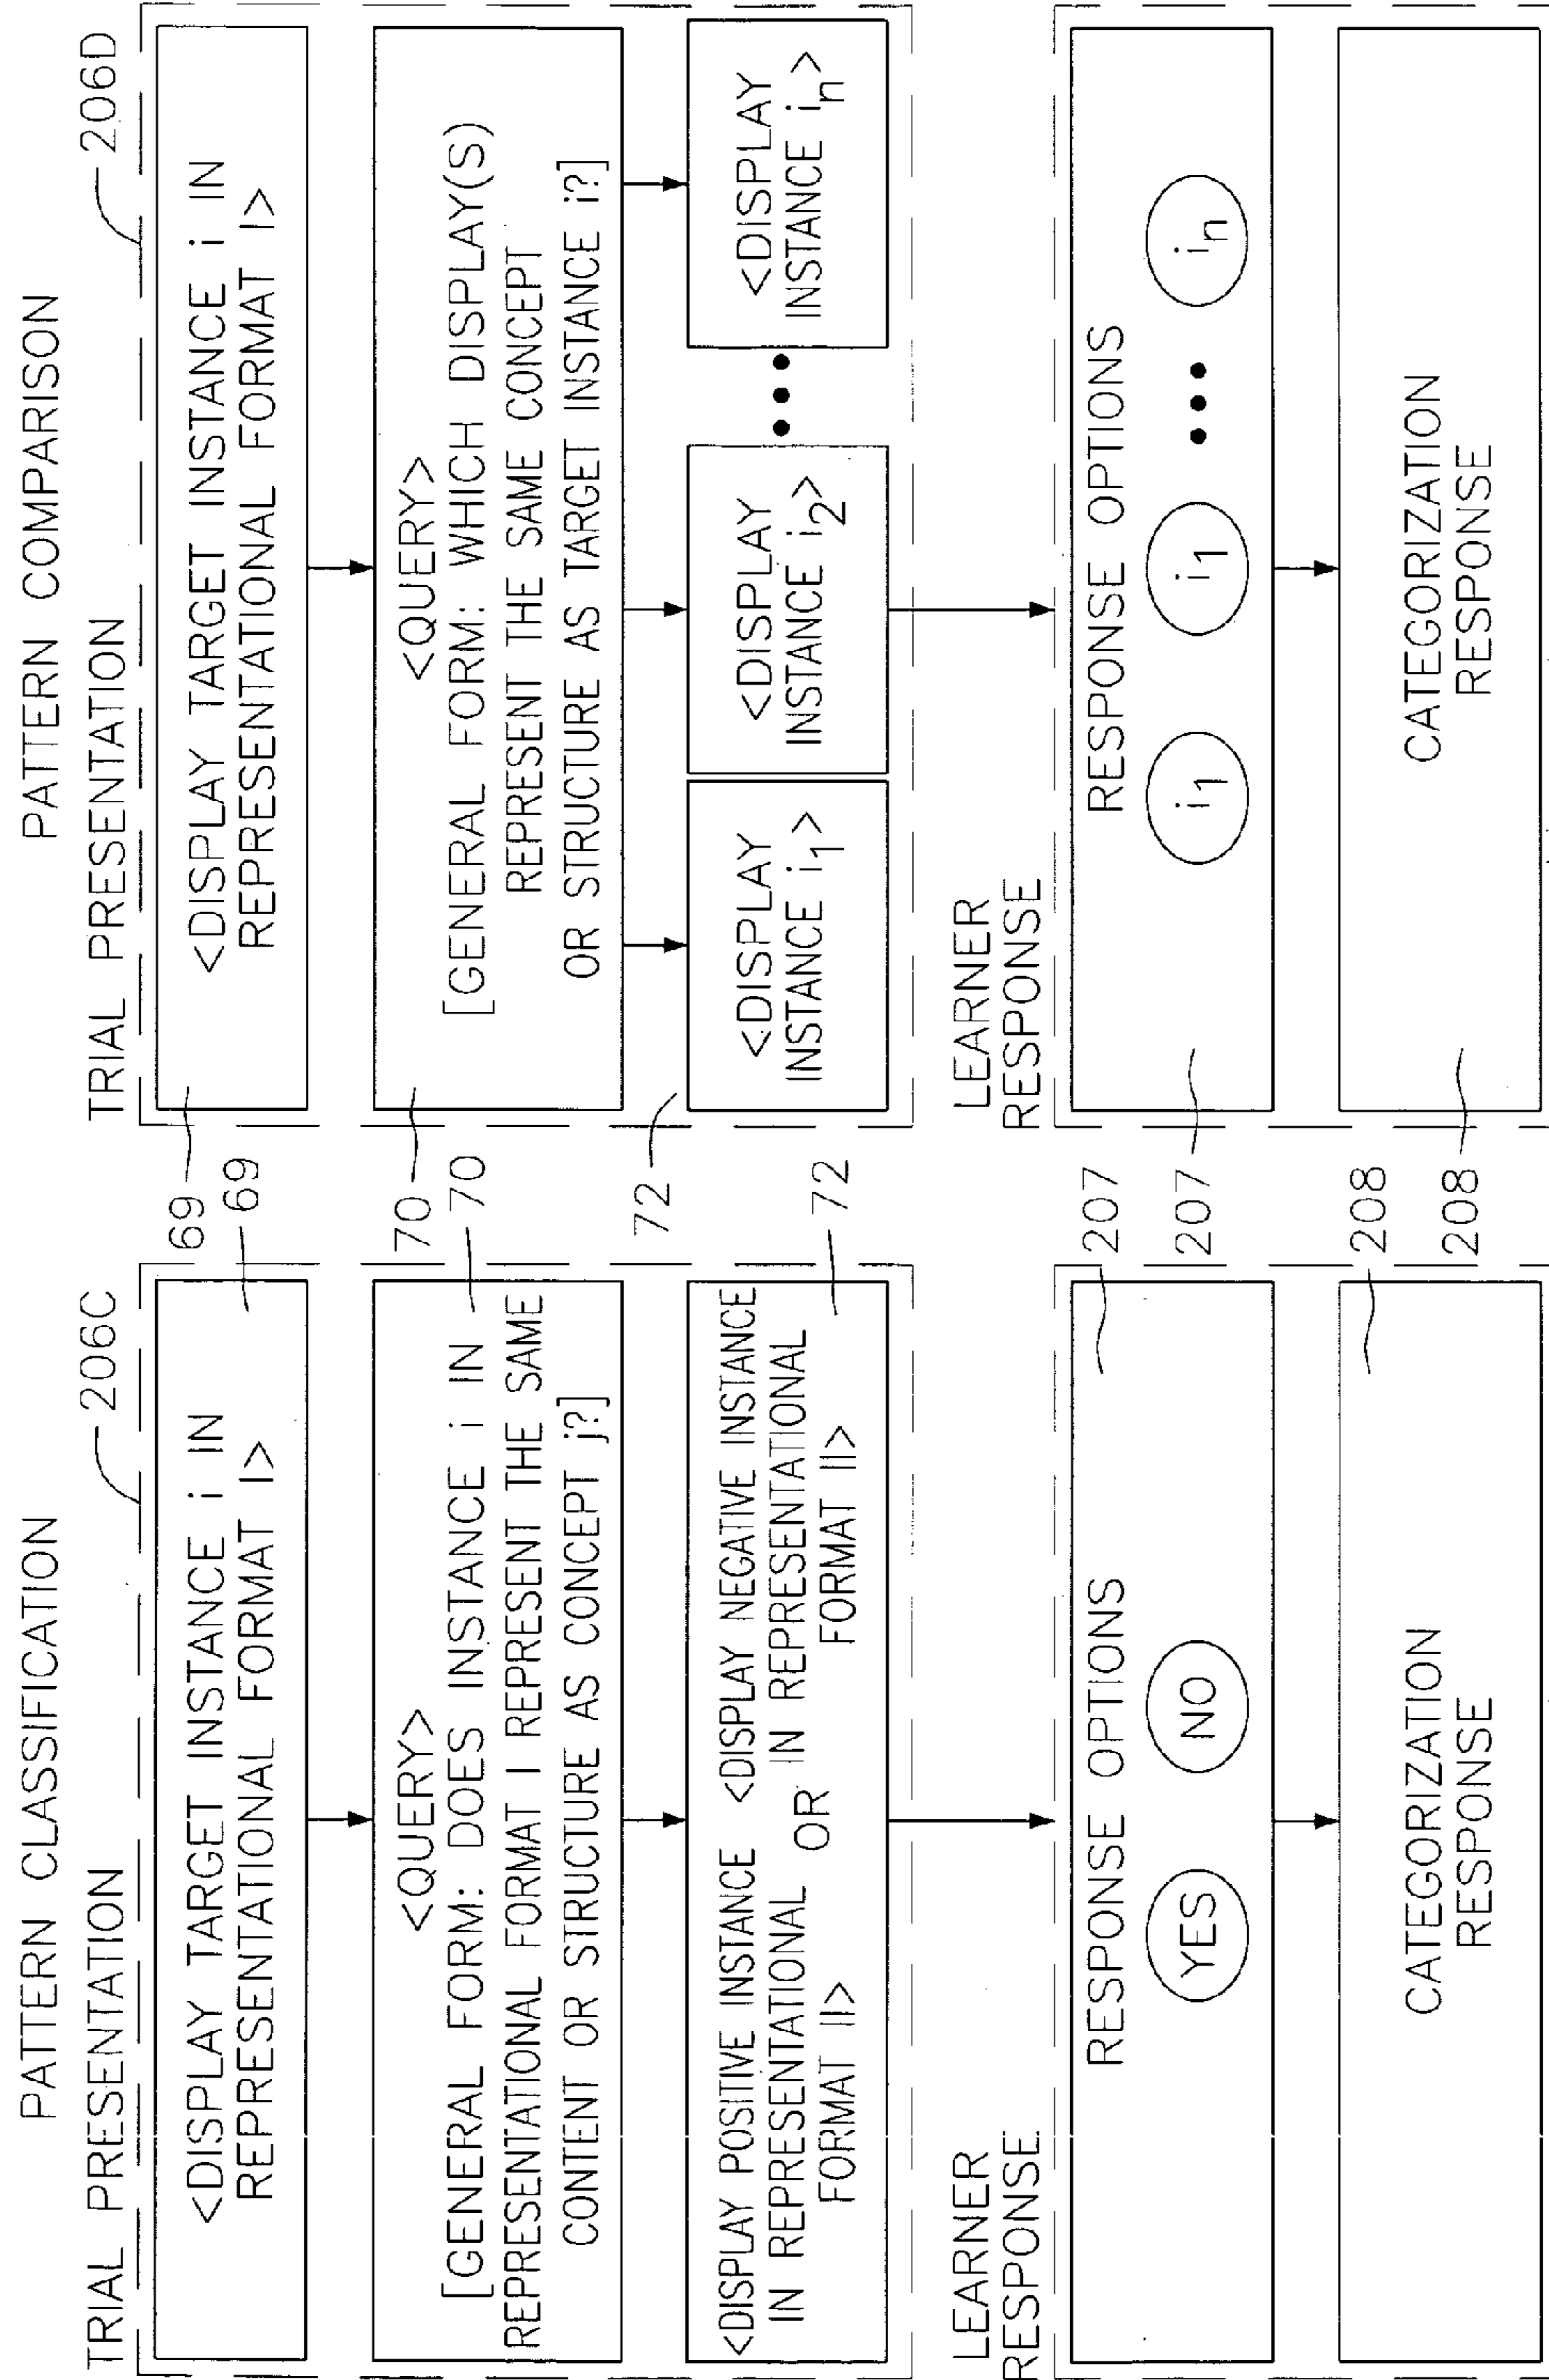 PATTERN CLASSIFICATION
TRIAL PRESENTATION
206C
<DISPLAY TARGET INSTANCE i IN
REPRESENTATIONAL FORMAT I>
69
<QUERY>
[GENERAL FORM: DOES INSTANCE i IN
REPRESENTATIONAL FORMAT I REPRESENT THE SAME
CONTENT OR STRUCTURE AS CONCEPT j?]
70
<DISPLAY POSITIVE INSTANCE
IN REPRESENTATIONAL
FORMAT II>
OR
<DISPLAY NEGATIVE INSTANCE
IN REPRESENTATIONAL
FORMAT II>
72
LEARNER
RESPONSE
RESPONSE OPTIONS
YES
NO
207
CATEGORIZATION
RESPONSE
208
PATTERN COMPARISON
TRIAL PRESENTATION
206D
69
<DISPLAY TARGET INSTANCE i IN
REPRESENTATIONAL FORMAT I>
70
<QUERY>
[GENERAL FORM: WHICH DISPLAY(S)
REPRESENT THE SAME CONCEPT
OR STRUCTURE AS TARGET INSTANCE i?]
72
<DISPLAY
INSTANCE i1>
<DISPLAY
INSTANCE i2>
•••
<DISPLAY
INSTANCE in>
LEARNER
RESPONSE
207
RESPONSE OPTIONS
i1
i1
•••
in
208
CATEGORIZATION
RESPONSE